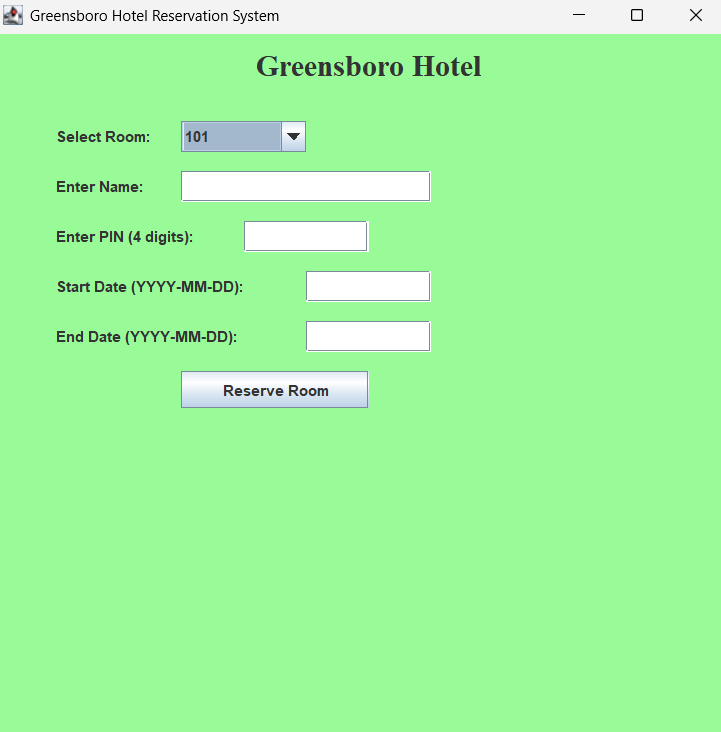 Greensboro Hotel Reservation System
Greensboro Hotel
Select Room: 101
Enter Name:
Enter PIN (4 digits):
Start Date (YYYY-MM-DD):
End Date (YYYY-MM-DD):
Reserve Room